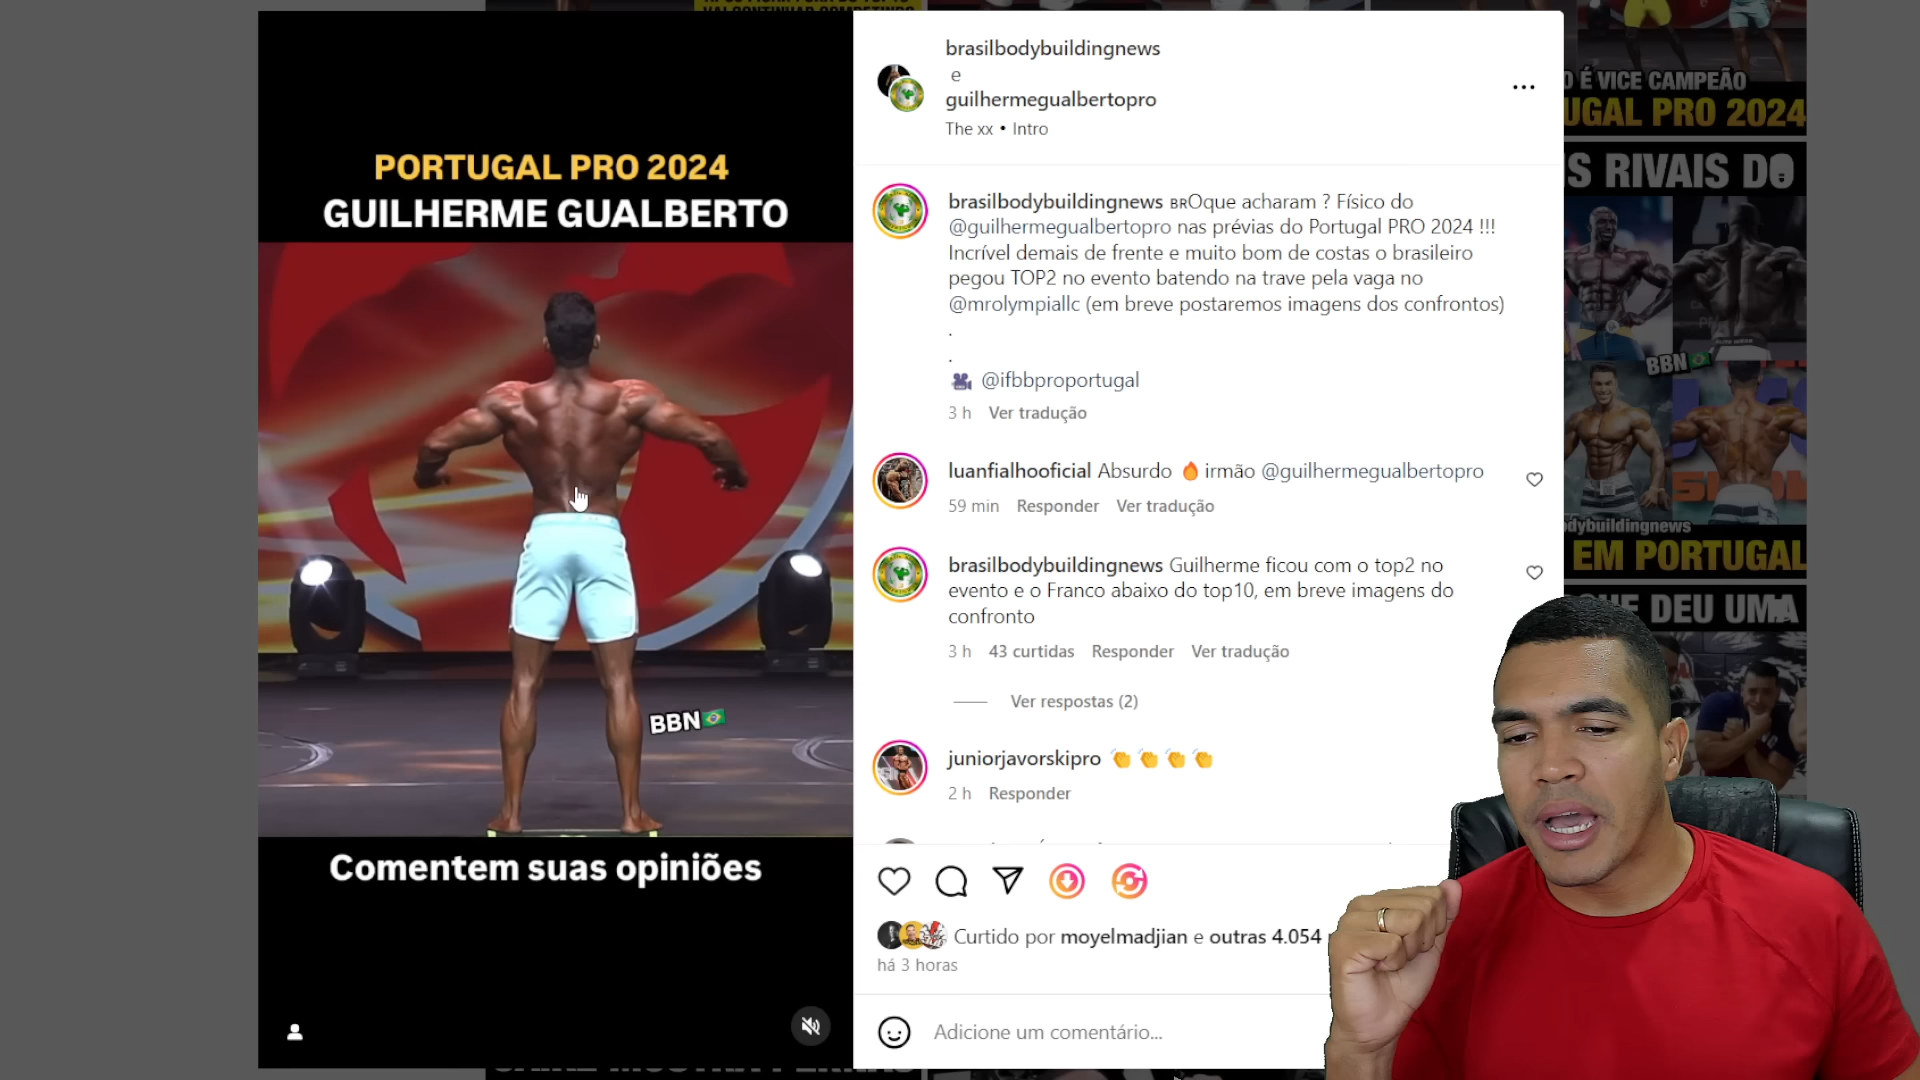 brasilbodybuildingnews
e
guilhermegualbertopro
The xx • Intro
PORTUGAL PRO 2024
GUILHERME GUALBERTO
BBN
Comentem suas opiniões
brasilbodybuildingnews BROque acharam ? Físico do
@guilhermegualbertopro nas prévias do Portugal PRO 2024 !!!
Incrível demais de frente e muito bom de costas o brasileiro
pegou TOP2 no evento batendo na trave pela vaga no
@mrolympiallc (em breve postaremos imagens dos confrontos)
.
.
@ifbbproportugal
3 h Ver tradução
luanfialhooficial Absurdo 🔥 irmão @guilhermegualbertopro
59 min Responder Ver tradução
brasilbodybuildingnews Guilherme ficou com o top2 no
evento e o Franco abaixo do top10, em breve imagens do
confronto
3 h 43 curtidas Responder Ver tradução
Ver respostas (2)
juniorjavorskipro 👏 👏 👏 👏
2 h Responder
Curtido por moyelmadjian e outras 4.054
há 3 horas
Adicione um comentário...
É VICE CAMPEÃO
UGAL PRO 2024
S RIVAIS DO
BBN
dybuildingnews
EM PORTUGAL
QUE DEU UMA